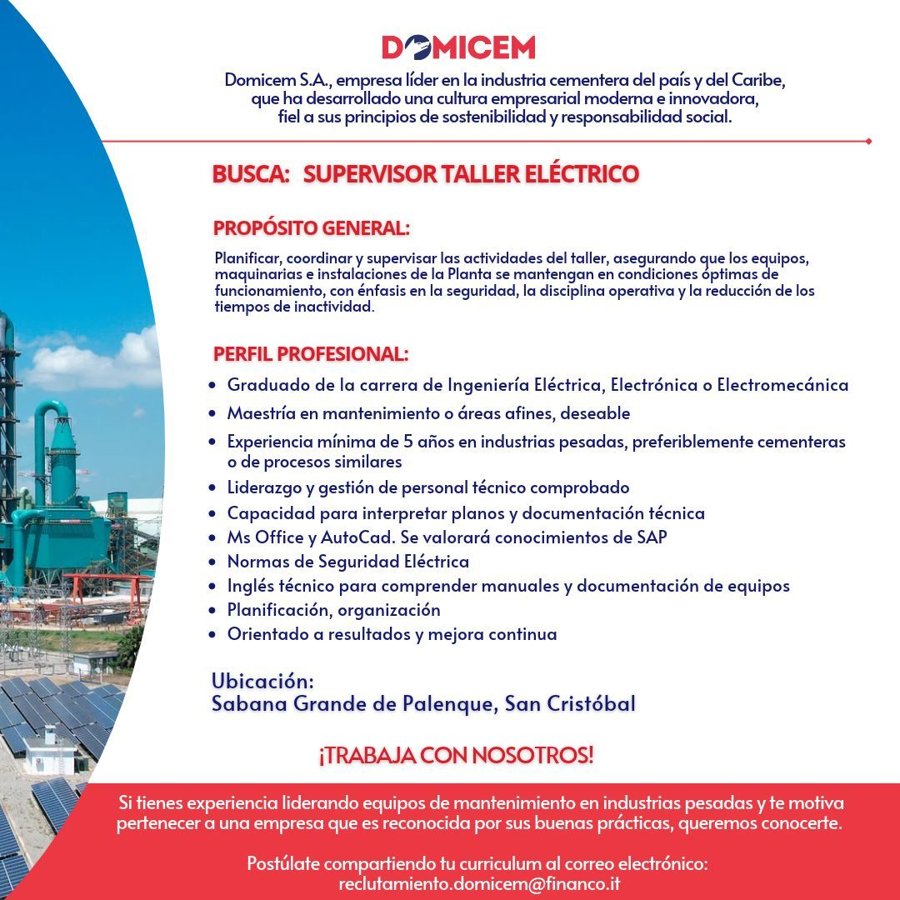 DOMICEM
Domicem S.A., empresa líder en la industria cementera del país y del Caribe,
que ha desarrollado una cultura empresarial moderna e innovadora,
fiel a sus principios de sostenibilidad y responsabilidad social.
BUSCA: SUPERVISOR TALLER ELÉCTRICO
PROPÓSITO GENERAL:
Planificar, coordinar y supervisar las actividades del taller, asegurando que los equipos,
maquinarias e instalaciones de la Planta se mantengan en condiciones óptimas de
funcionamiento, con énfasis en la seguridad, la disciplina operativa y la reducción de los
tiempos de inactividad.
PERFIL PROFESIONAL:
• Graduado de la carrera de Ingeniería Eléctrica, Electrónica o Electromecánica
• Maestría en mantenimiento o áreas afines, deseable
• Experiencia mínima de 5 años en industrias pesadas, preferiblemente cementeras
o de procesos similares
• Liderazgo y gestión de personal técnico comprobado
• Capacidad para interpretar planos y documentación técnica
• Ms Office y AutoCad. Se valorará conocimientos de SAP
• Normas de Seguridad Eléctrica
• Inglés técnico para comprender manuales y documentación de equipos
• Planificación, organización
• Orientado a resultados y mejora continua
Ubicación:
Sabana Grande de Palenque, San Cristóbal
¡TRABAJA CON NOSOTROS!
Si tienes experiencia liderando equipos de mantenimiento en industrias pesadas y te motiva
pertenecer a una empresa que es reconocida por sus buenas prácticas, queremos conocerte.
Postúlate compartiendo tu curriculum al correo electrónico:
reclutamiento.domicem@financo.it